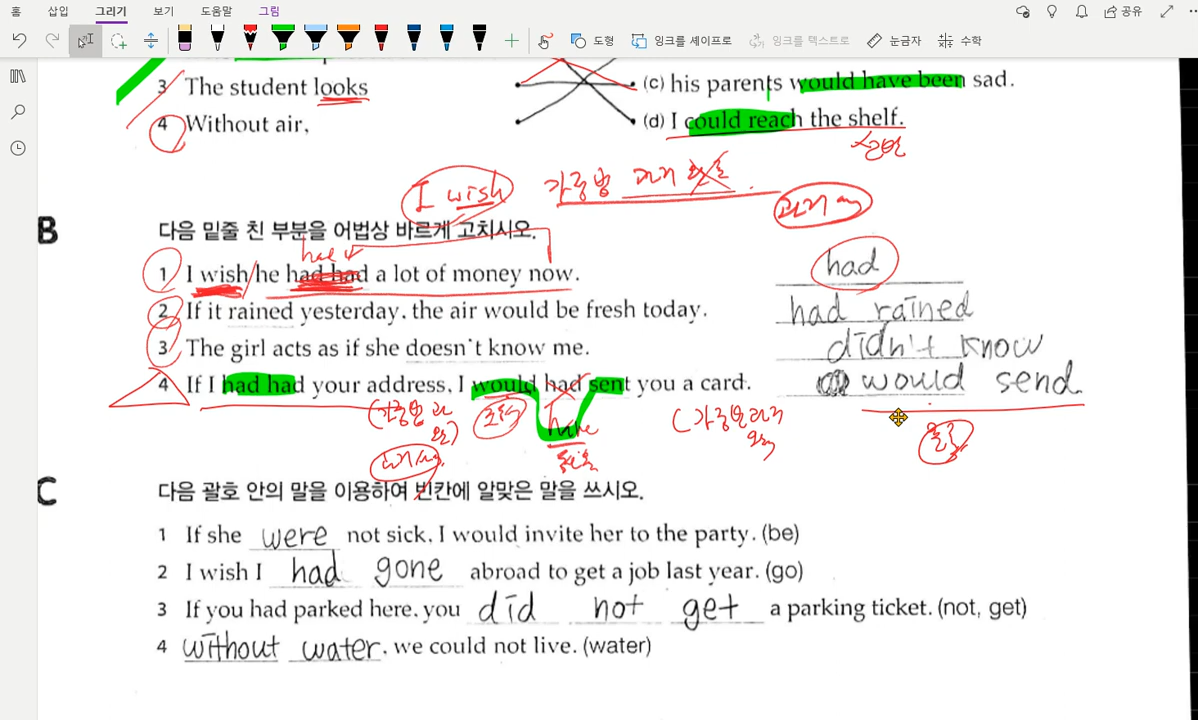 홈 삽입 그리기 보기 도움말 그림 공유
도형 잉크를 셰이프로 잉크를 텍스트로 눈금자 수학
3 The student looks
(c) his parents would have been sad.
4 Without air,
(d) I could reach the shelf.
I wish 가정법 과거
B
다음 밑줄 친 부분을 어법상 바르게 고치시오.
1 I wish he had had a lot of money now.
had
2 If it rained yesterday, the air would be fresh today.
had rained
3 The girl acts as if she doesn't know me.
didn't know
4 If I had had your address, I would had sent you a card.
would send
have
C
다음 괄호 안의 말을 이용하여 빈칸에 알맞은 말을 쓰시오.
1 If she were not sick, I would invite her to the party. (be)
2 I wish I had gone abroad to get a job last year. (go)
3 If you had parked here, you did not get a parking ticket. (not, get)
4 without water, we could not live. (water)